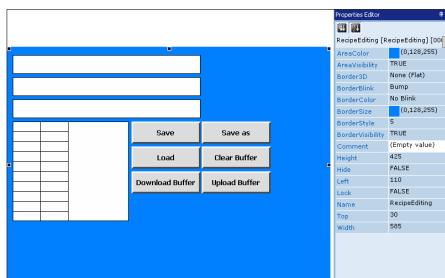 Properties Editor
RecipeEditing [RecipeEditing]
AreaColor (0,128,255)
AreaVisibility TRUE
Border3D None (Flat)
BorderBlink Bump
BorderColor No Blink
BorderSize (0,128,255)
BorderStyle 5
BorderVisibility TRUE
Comment (Empty value)
Height 425
Hide FALSE
Left 110
Lock FALSE
Name RecipeEditing
Top 30
Width 585
Save Save as
Load Clear Buffer
Download Buffer Upload Buffer